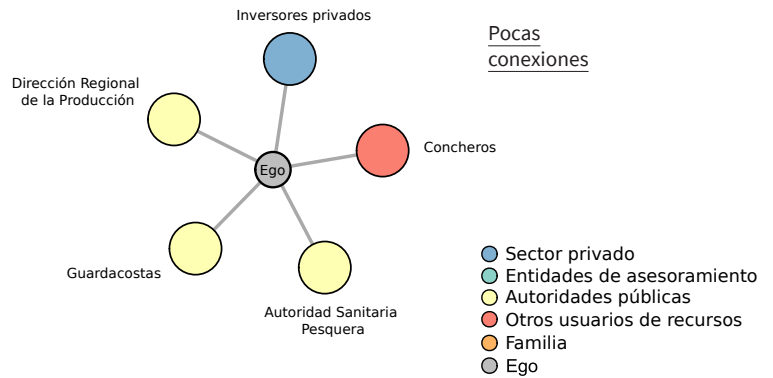 Inversores privados
Pocas
conexiones
Dirección Regional
de la Producción
Concheros
Ego
Guardacostas
Autoridad Sanitaria
Pesquera
Sector privado
Entidades de asesoramiento
Autoridades públicas
Otros usuarios de recursos
Familia
Ego